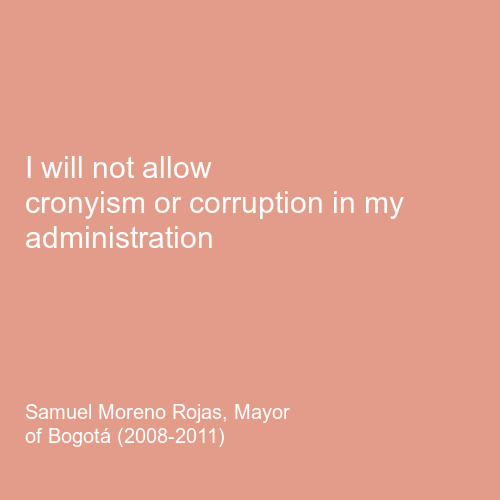 I will not allow
cronyism or corruption in my
administration
Samuel Moreno Rojas, Mayor
of Bogotá (2008-2011)